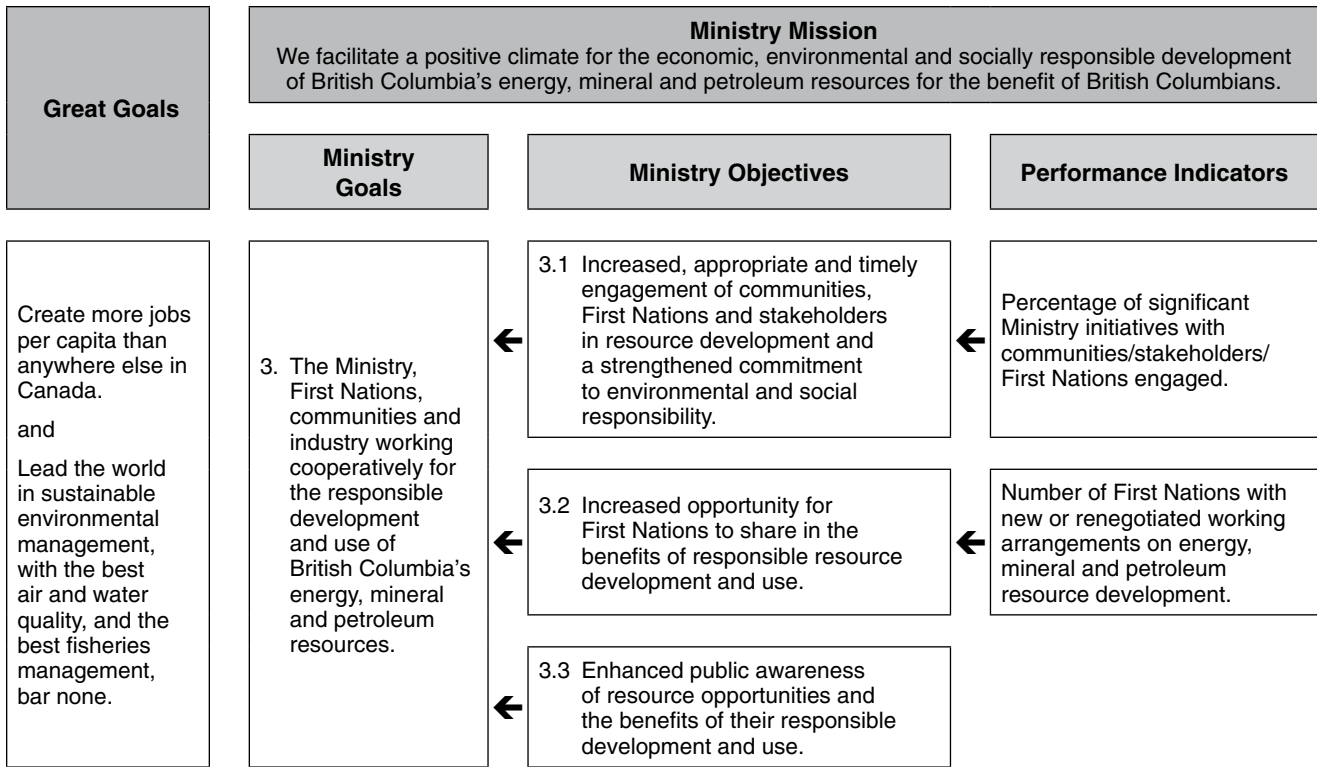 Great Goals
Ministry Mission
We facilitate a positive climate for the economic, environmental and socially responsible development
of British Columbia's energy, mineral and petroleum resources for the benefit of British Columbians.
Ministry
Goals
Ministry Objectives
Performance Indicators
Create more jobs
per capita than
anywhere else in
Canada.
and
Lead the world
in sustainable
environmental
management,
with the best
air and water
quality, and the
best fisheries
management,
bar none.
3. The Ministry,
First Nations,
communities and
industry working
cooperatively for
the responsible
development
and use of
British Columbia's
energy, mineral
and petroleum
resources.
3.1 Increased, appropriate and timely
engagement of communities,
First Nations and stakeholders
in resource development and
a strengthened commitment
to environmental and social
responsibility.
Percentage of significant
Ministry initiatives with
communities/stakeholders/
First Nations engaged.
3.2 Increased opportunity for
First Nations to share in the
benefits of responsible resource
development and use.
Number of First Nations with
new or renegotiated working
arrangements on energy,
mineral and petroleum
resource development.
3.3 Enhanced public awareness
of resource opportunities and
the benefits of their responsible
development and use.